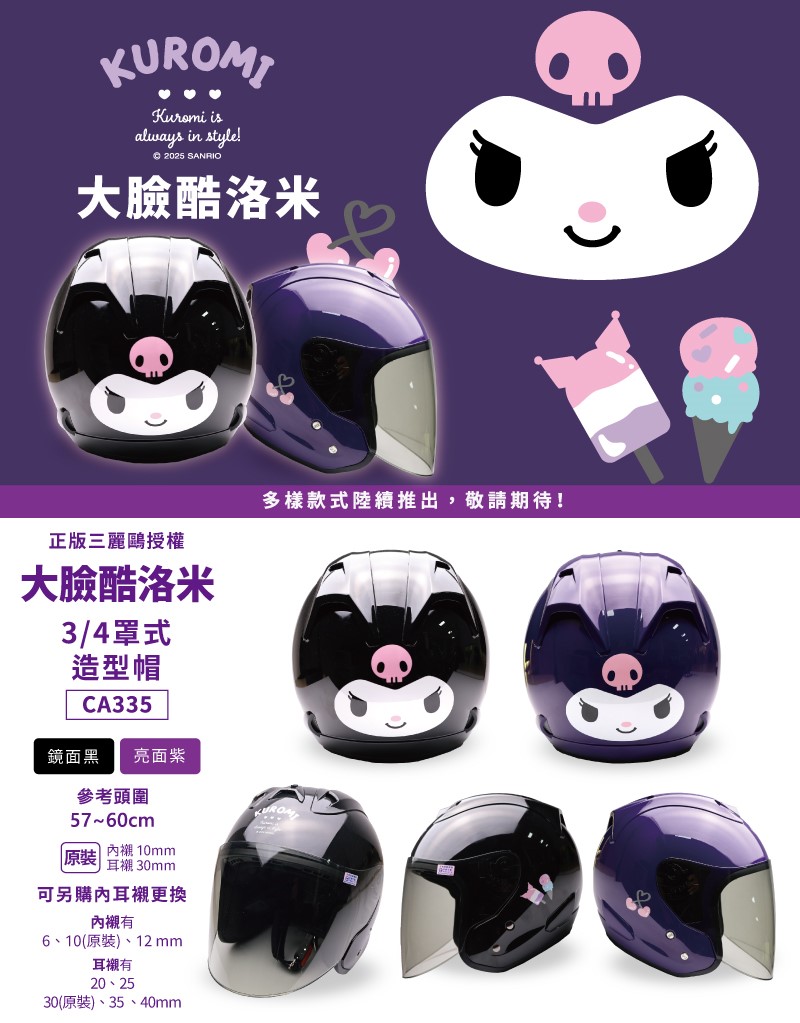 KUROMI
Kuromi is
always in style!
© 2025 SANRIO
大臉酷洛米
多樣款式陸續推出，敬請期待！
正版三麗鷗授權
大臉酷洛米
3/4罩式
造型帽
CA335
鏡面黑
亮面紫
參考頭圍
57~60cm
原裝
內襯 10mm
耳襯 30mm
可另購內耳襯更換
內襯有
6、10(原裝)、12 mm
耳襯有
20、25
30(原裝)、35 、40mm
KUROMI